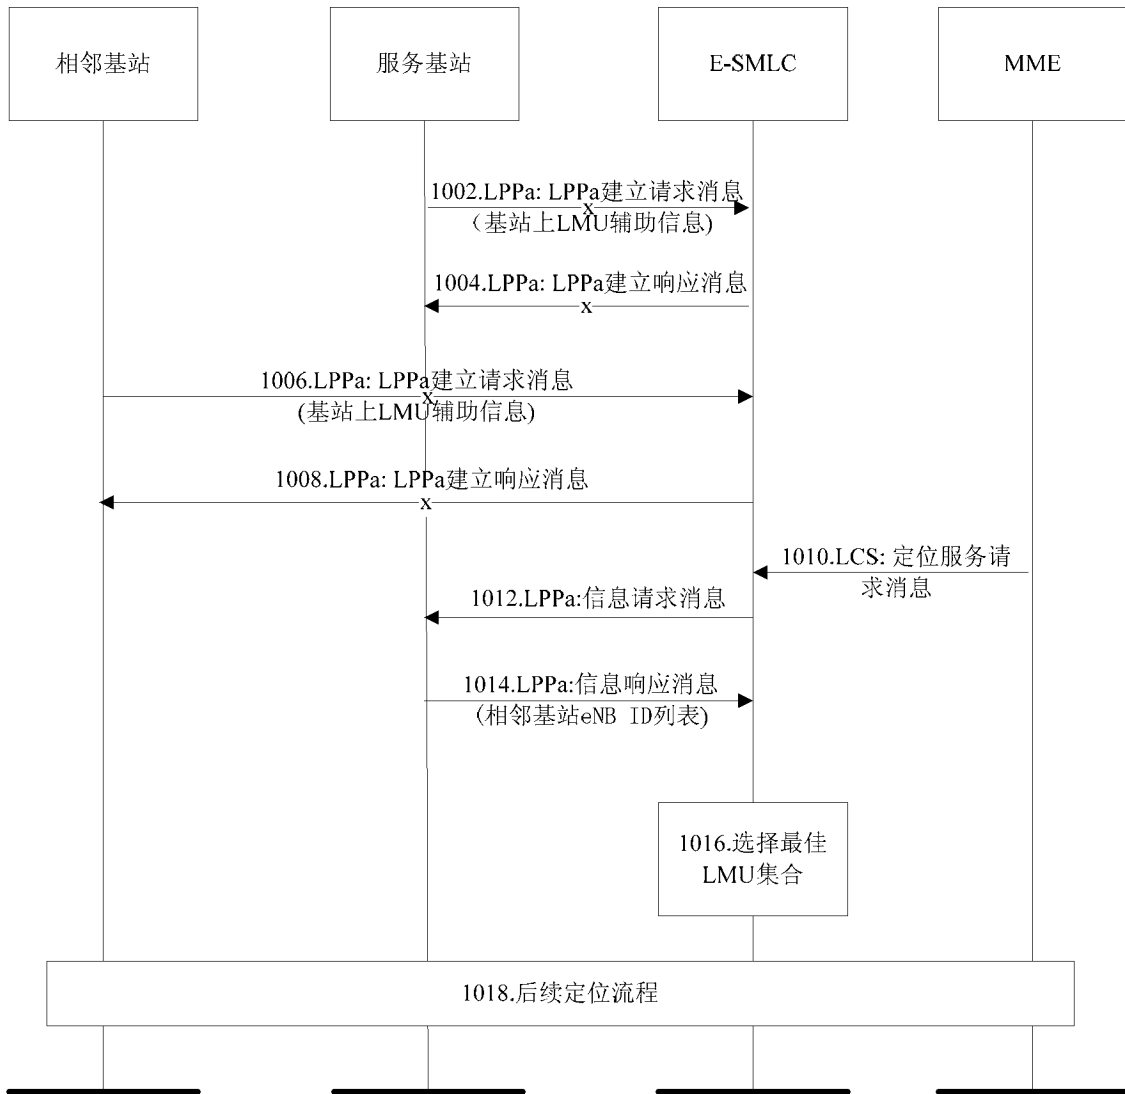 相邻基站
服务基站
E-SMLC
MME
1002.LPPa: LPPa建立请求消息
x
（基站上LMU辅助信息)
1004.LPPa: LPPa建立响应消息
x
1006.LPPa: LPPa建立请求消息
x
(基站上LMU辅助信息)
1008.LPPa: LPPa建立响应消息
x
1010.LCS: 定位服务请
求消息
1012.LPPa:信息请求消息
1014.LPPa:信息响应消息
(相邻基站eNB ID列表)
1016.选择最佳
LMU集合
1018.后续定位流程